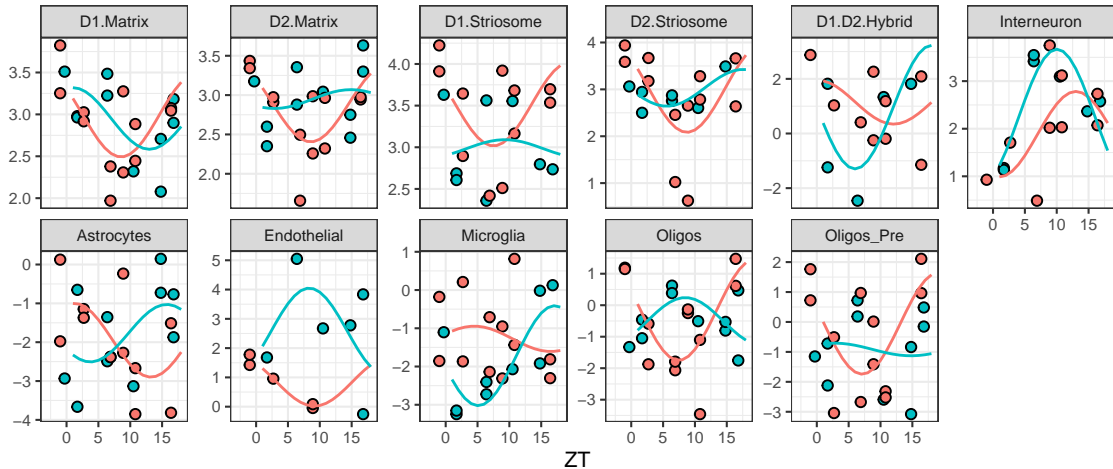 D1.Matrix D2.Matrix D1.Striosome D2.Striosome D1.D2.Hybrid Interneuron
3.5 3.0 2.5 2.0
3.5 3.0 2.5 2.0
4.0 3.5 3.0 2.5
4 3 2 1
2 0 −2
3 2 1
0 5 10 15
Astrocytes Endothelial Microglia Oligos Oligos_Pre
0 −1 −2 −3 −4
5 4 3 2 1 0
1 0 −1 −2 −3
1 0 −1 −2 −3
2 1 0 −1 −2 −3
0 5 10 15 0 5 10 15 0 5 10 15 0 5 10 15 0 5 10 15
ZT